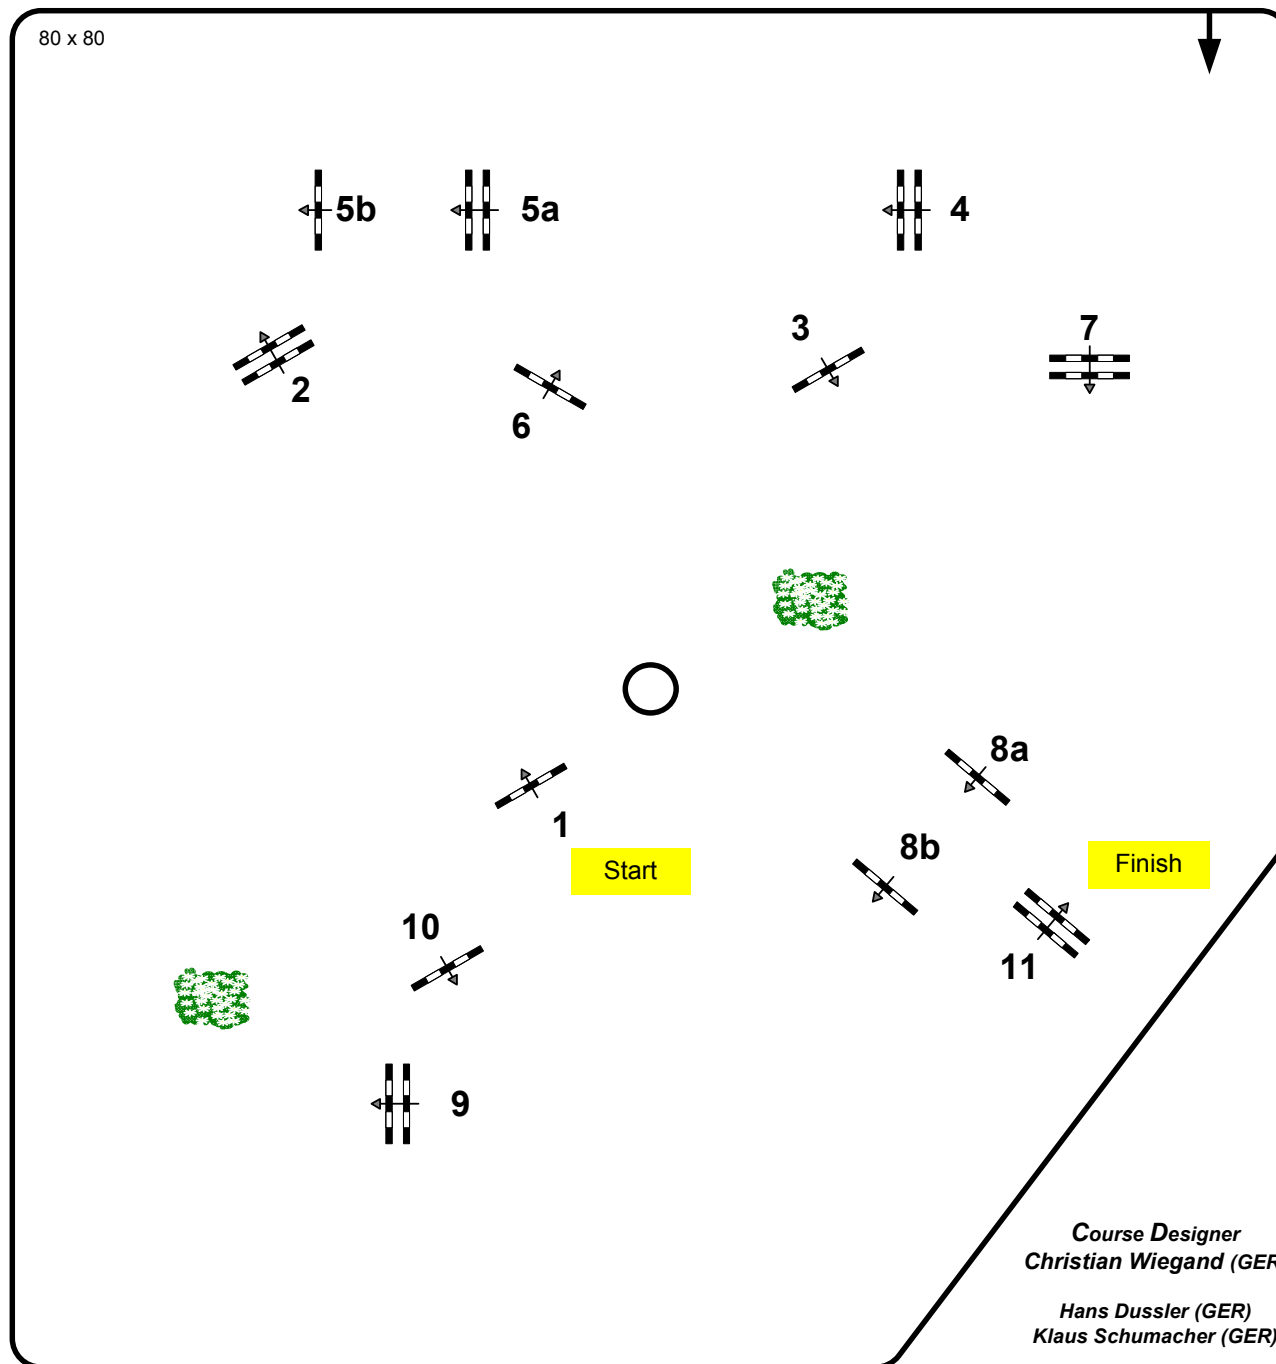 80 x 80
5b
5a
4
3
7
2
6
8a
1
8b
Start
Finish
10
11
9
Course Designer
Christian Wiegand (GER
Hans Dussler (GER)
Klaus Schumacher (GER)